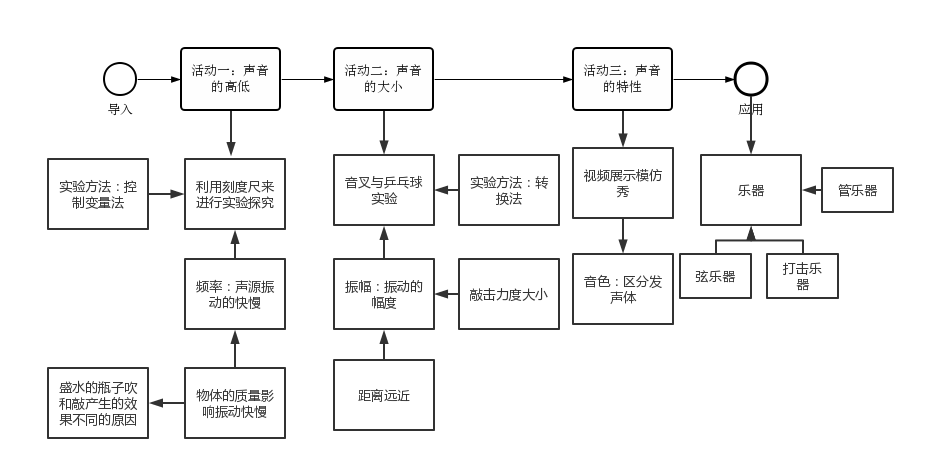 活动一：声音
的高低
活动二：声音
的大小
活动三：声音
的特性
导入
应用
实验方法：控
制变量法
利用刻度尺来
进行实验探究
音叉与乒乓球
实验
实验方法：转
换法
视频展示模仿
秀
乐器
管乐器
频率：声源振
动的快慢
振幅：振动的
幅度
敲击力度大小
音色：区分发
声体
弦乐器
打击乐
器
盛水的瓶子吹
和敲产生的效
果不同的原因
物体的质量影
响振动快慢
距离远近